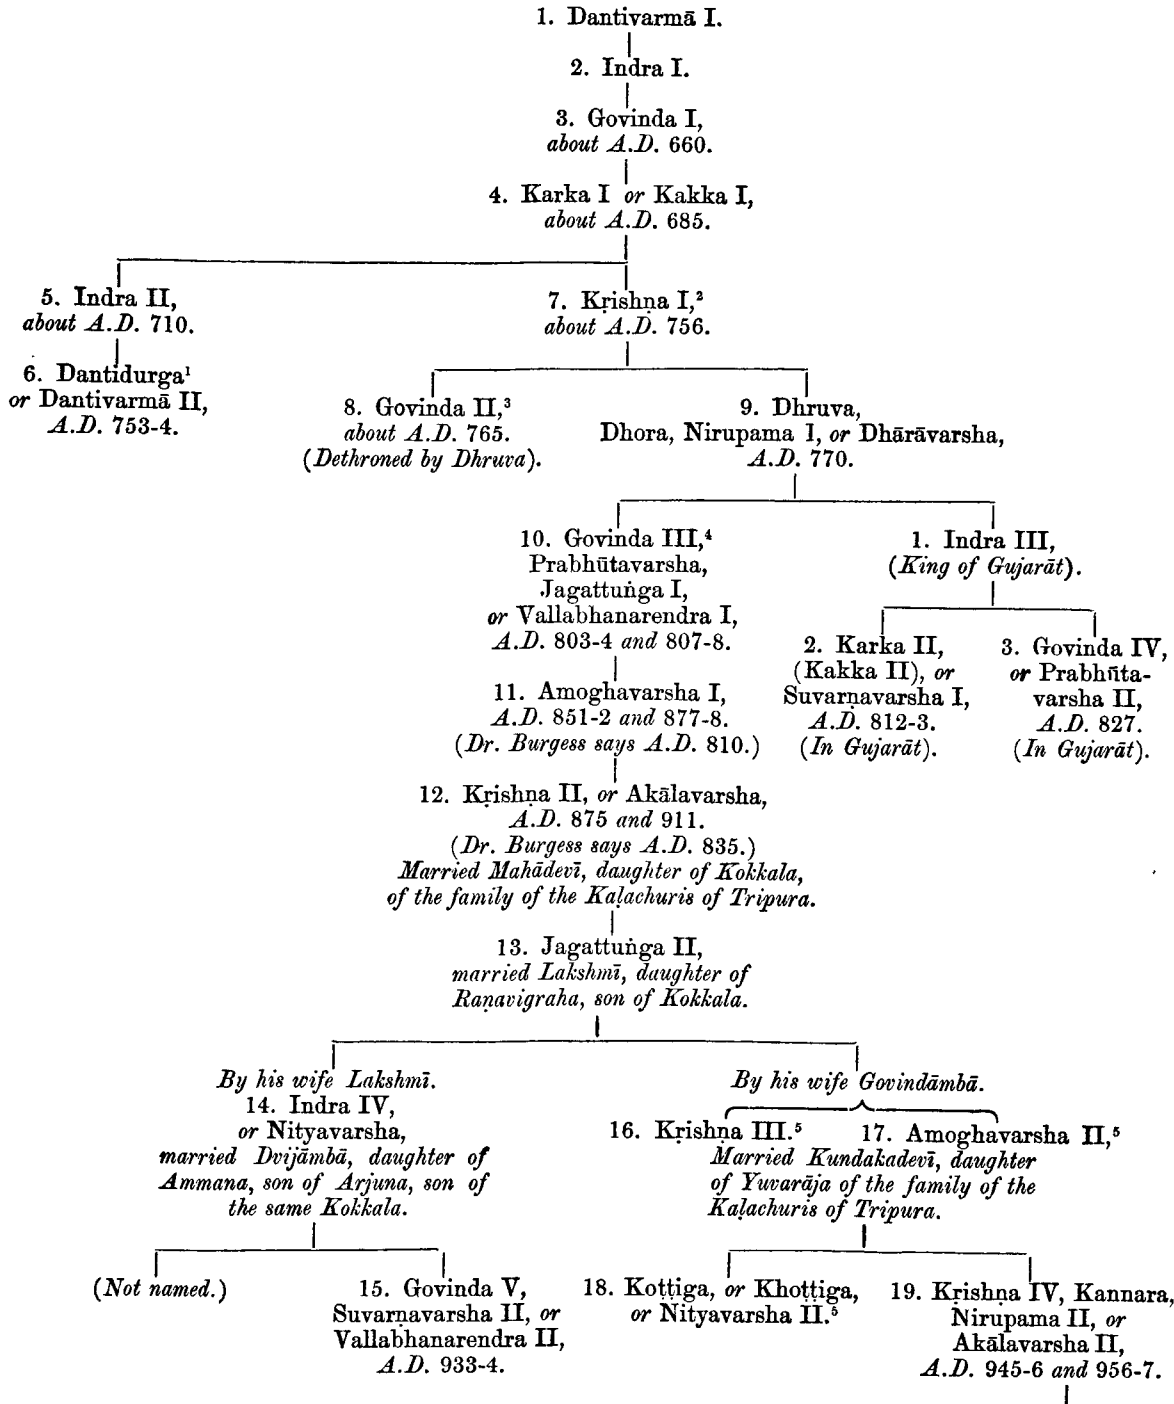 1. Dantivarmā I.
2. Indra I.
3. Govinda I,
about A.D. 660.
4. Karka I or Kakka I,
about A.D. 685.
5. Indra II,
about A.D. 710.
6. Dantidurga¹
or Dantivarmā II,
A.D. 753-4.
7. Kṛishṇa I,²
about A.D. 756.
8. Govinda II,³
about A.D. 765.
(Dethroned by Dhruva).
9. Dhruva,
Dhora, Nirupama I, or Dhārāvarsha,
A.D. 770.
10. Govinda III,⁴
Prabhūtavarsha,
Jagattuṅga I,
or Vallabhanarendra I,
A.D. 803-4 and 807-8.
1. Indra III,
(King of Gujarāt).
2. Karka II,
(Kakka II), or
Suvarṇavarsha I,
A.D. 812-3.
(In Gujarāt).
3. Govinda IV,
or Prabhūta-
varsha II,
A.D. 827.
(In Gujarāt).
11. Amoghavarsha I,
A.D. 851-2 and 877-8.
(Dr. Burgess says A.D. 810.)
12. Kṛishṇa II, or Akālavarsha,
A.D. 875 and 911.
(Dr. Burgess says A.D. 835.)
Married Mahādevī, daughter of Kokkala,
of the family of the Kaḷachuris of Tripura.
13. Jagattuṅga II,
married Lakshmī, daughter of
Raṇavigraha, son of Kokkala.
By his wife Lakshmī.
14. Indra IV,
or Nityavarsha,
married Dvijāmbā, daughter of
Ammana, son of Arjuna, son of
the same Kokkala.
By his wife Govindāmbā.
16. Kṛishṇa III.⁵ 17. Amoghavarsha II,⁵
Married Kundakadevī, daughter
of Yuvarāja of the family of the
Kaḷachuris of Tripura.
(Not named.)
15. Govinda V,
Suvarṇavarsha II, or
Vallabhanarendra II,
A.D. 933-4.
18. Koṭṭiga, or Khoṭṭiga,
or Nityavarsha II.⁵
19. Kṛishṇa IV, Kannara,
Nirupama II, or
Akālavarsha II,
A.D. 945-6 and 956-7.